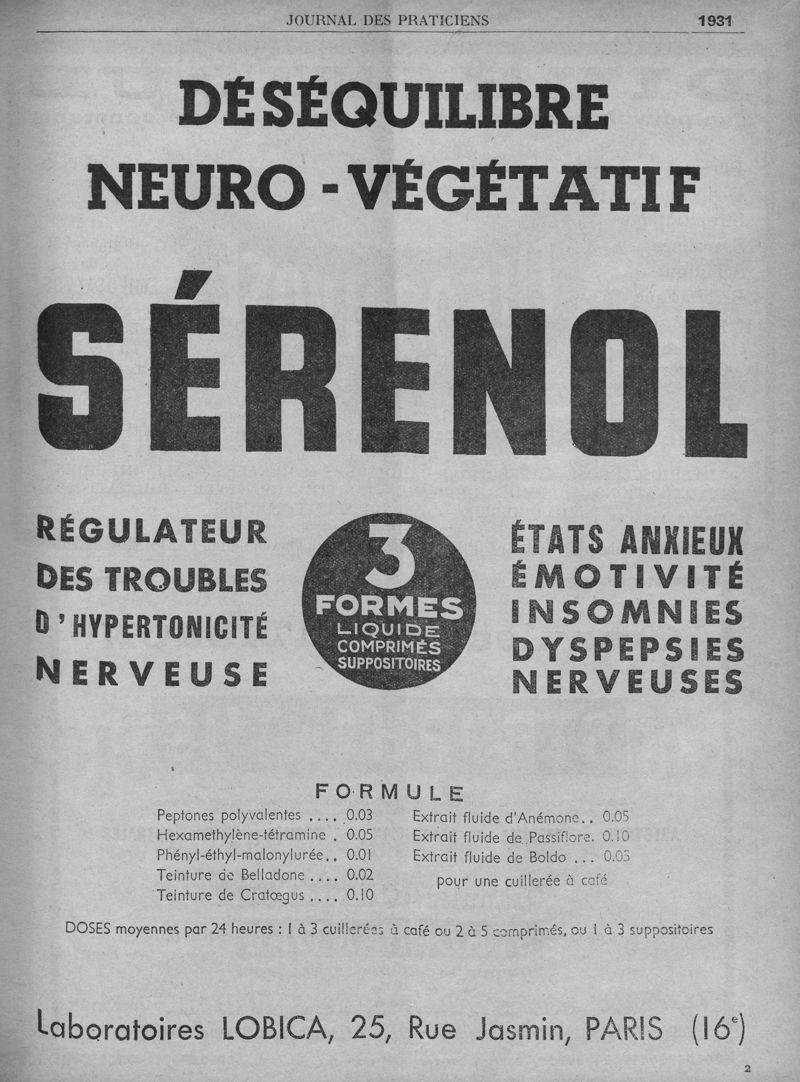 JOURNAL DES PRATICIENS 1931
DÉSÉQUILIBRE
NEURO - VÉGÉTATIF
SÉRENOL
RÉGULATEUR
DES TROUBLES
D'HYPERTONICITÉ
NERVEUSE
3
FORMES
LIQUIDE
COMPRIMÉS
SUPPOSITOIRES
ÉTATS ANXIEUX
ÉMOTIVITÉ
INSOMNIES
DYSPEPSIES
NERVEUSES
FORMULE
Peptones polyvalentes .... 0.03
Hexamethylène-tétramine . 0.05
Phényl-éthyl-malonylurée.. 0.01
Teinture de Belladone .... 0.02
Teinture de Cratœgus .... 0.10
Extrait fluide d'Anémone.. 0.05
Extrait fluide de Passiflore. 0.10
Extrait fluide de Boldo ... 0.05
pour une cuillerée à café
DOSES moyennes par 24 heures : 1 à 3 cuillerées à café ou 2 à 5 comprimés, ou 1 à 3 suppositoires
Laboratoires LOBICA, 25, Rue Jasmin, PARIS (16e)
2